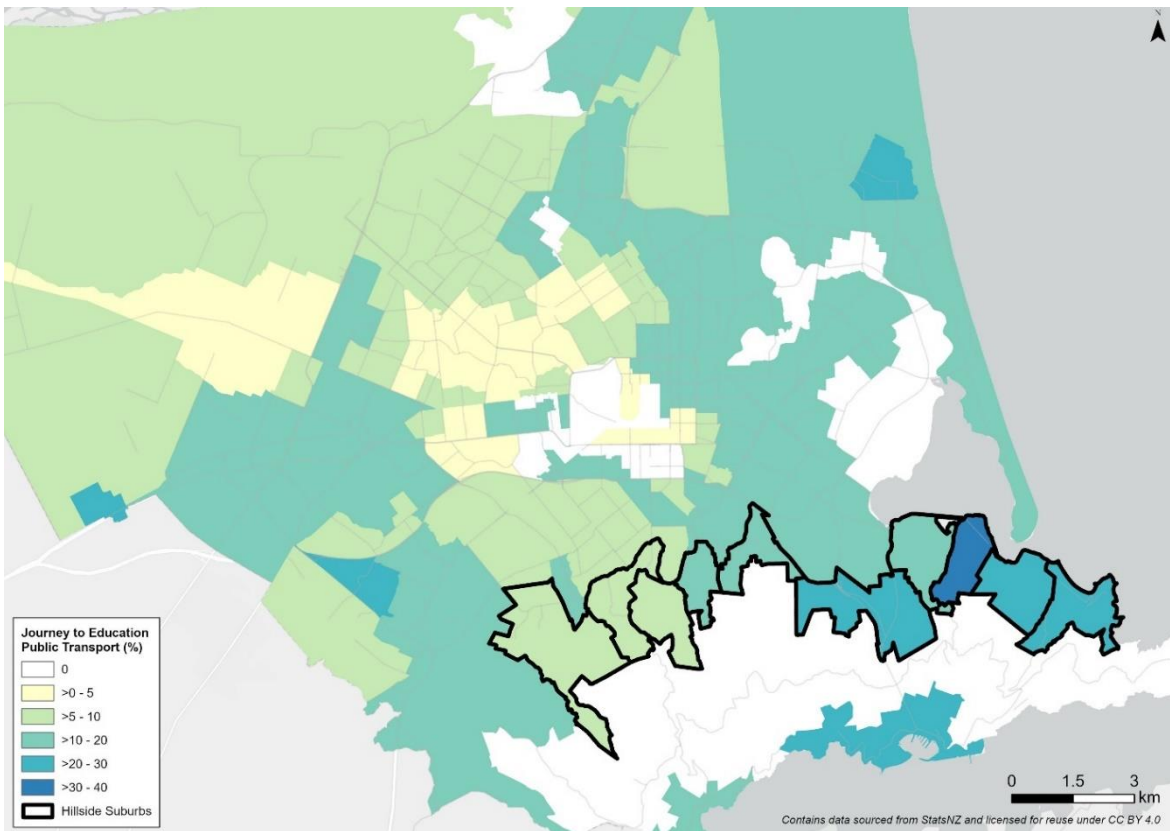 N
Journey to Education
Public Transport (%)
0
>0 - 5
>5 - 10
>10 - 20
>20 - 30
>30 - 40
Hillside Suburbs
0 1.5 3
km
Contains data sourced from StatsNZ and licensed for reuse under CC BY 4.0